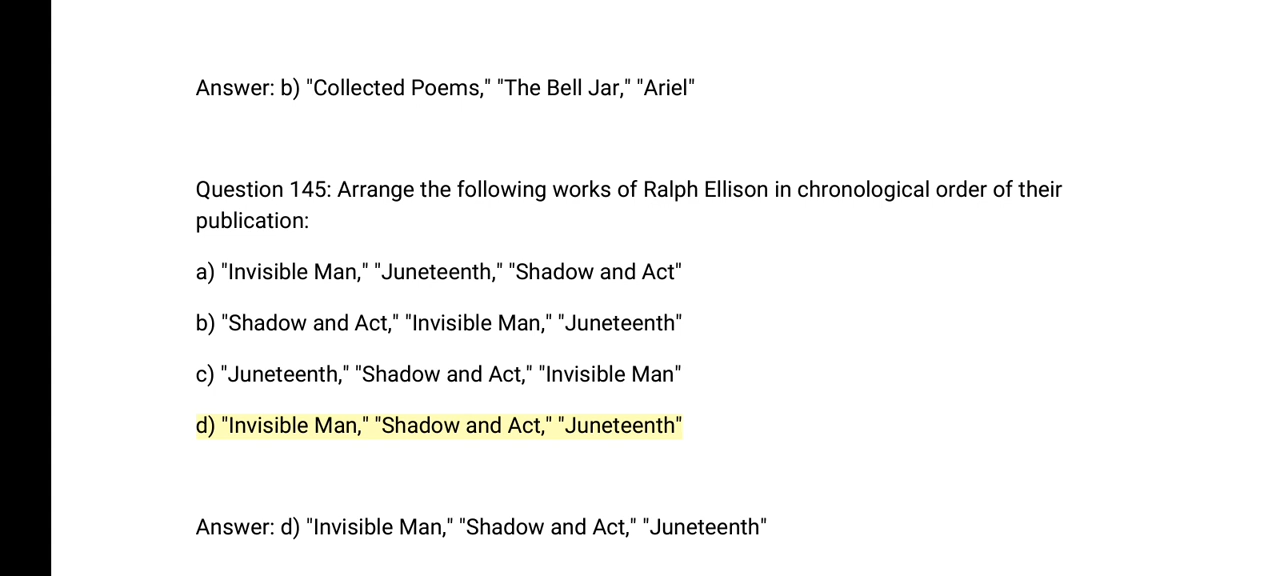 Answer: b) "Collected Poems," "The Bell Jar," "Ariel"
Question 145: Arrange the following works of Ralph Ellison in chronological order of their
publication:
a) "Invisible Man," "Juneteenth," "Shadow and Act"
b) "Shadow and Act," "Invisible Man," "Juneteenth"
c) "Juneteenth," "Shadow and Act," "Invisible Man"
d) "Invisible Man," "Shadow and Act," "Juneteenth"
Answer: d) "Invisible Man," "Shadow and Act," "Juneteenth"